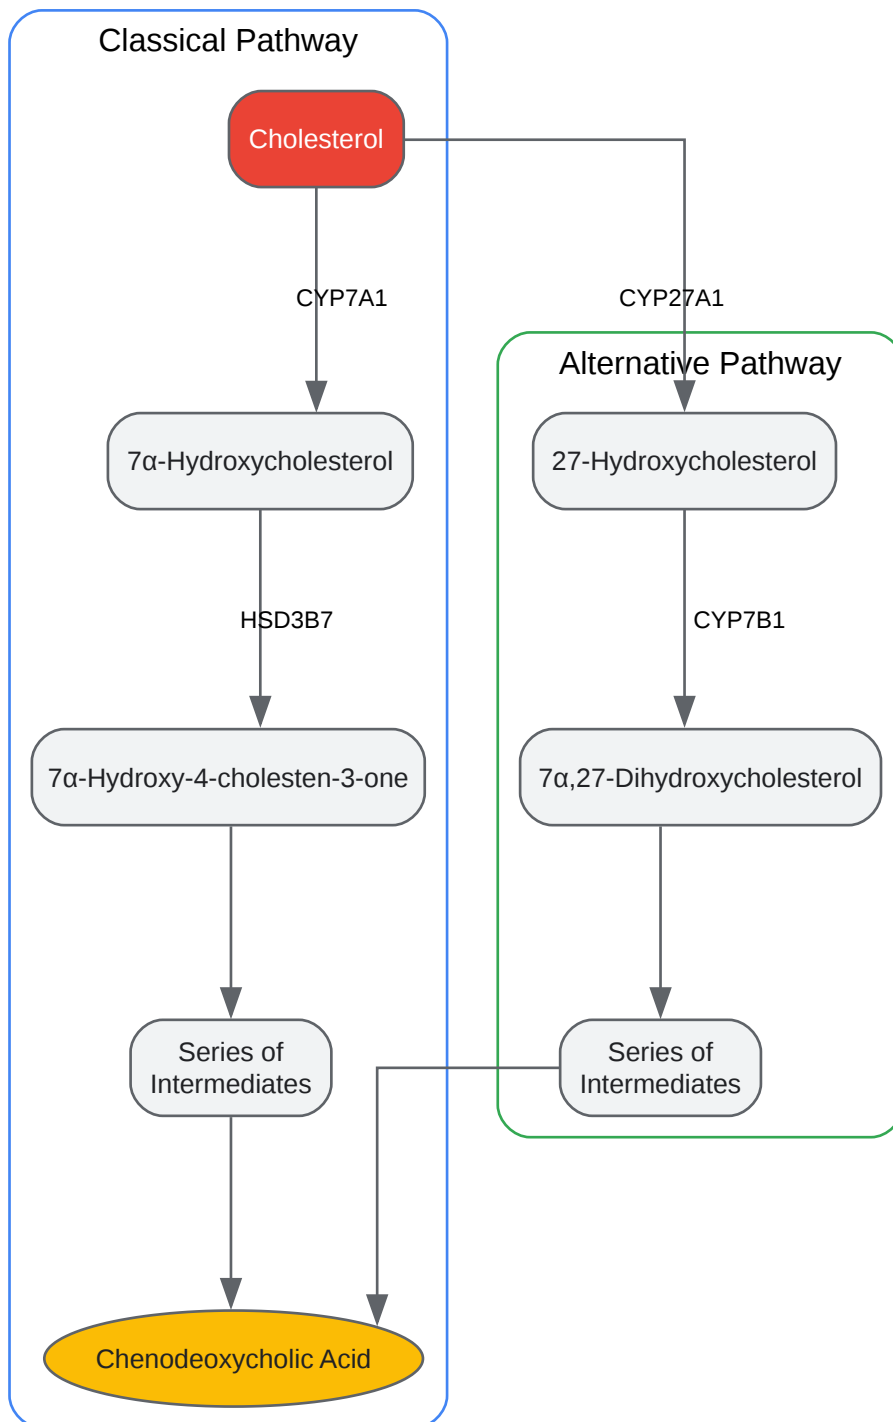 Classical Pathway
Cholesterol
CYP7A1
CYP27A1
Alternative Pathway
7α-Hydroxycholesterol
27-Hydroxycholesterol
HSD3B7
CYP7B1
7α-Hydroxy-4-cholesten-3-one
7α,27-Dihydroxycholesterol
Series of
Intermediates
Series of
Intermediates
Chenodeoxycholic Acid